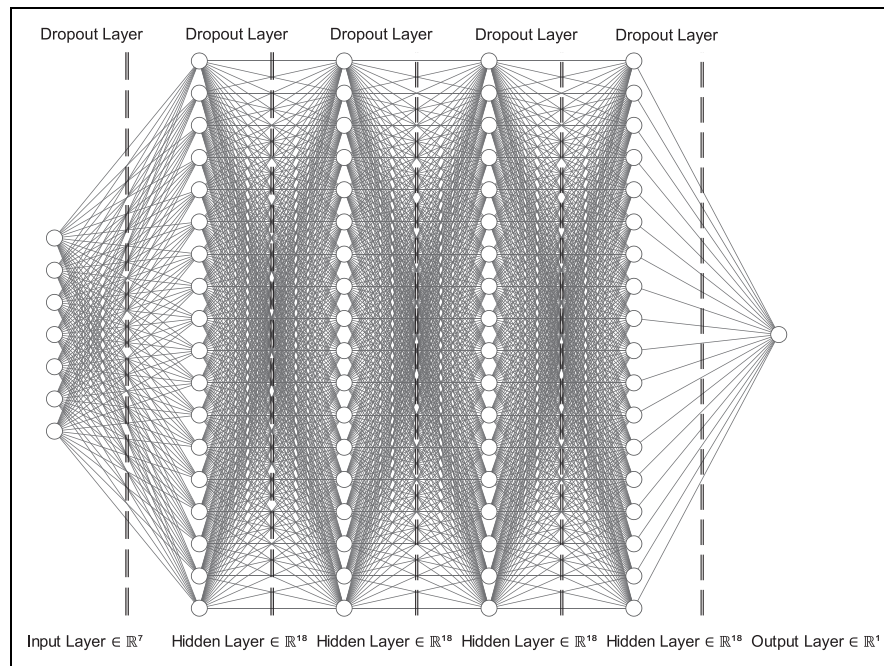 Dropout Layer Dropout Layer Dropout Layer Dropout Layer Dropout Layer
Input Layer ∈ ℝ⁷ Hidden Layer ∈ ℝ¹⁸ Hidden Layer ∈ ℝ¹⁸ Hidden Layer ∈ ℝ¹⁸ Hidden Layer ∈ ℝ¹⁸ Output Layer ∈ ℝ¹